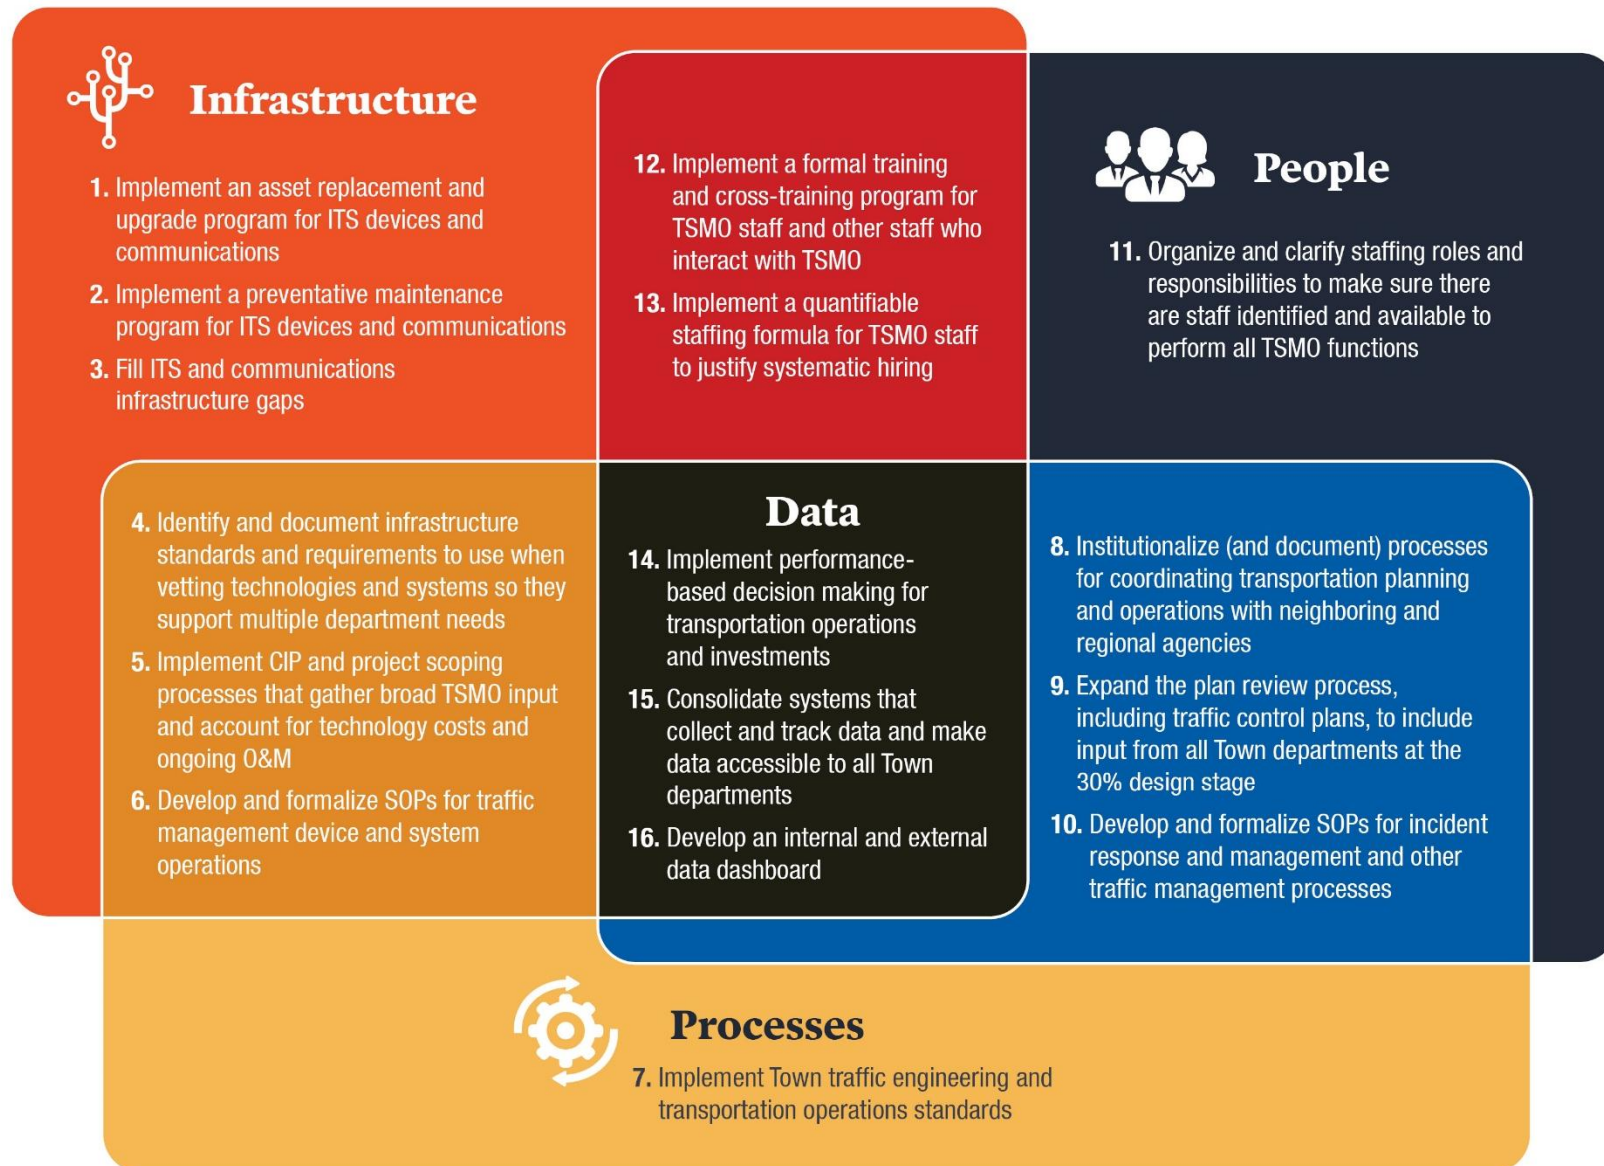 Infrastructure
1. Implement an asset replacement and
upgrade program for ITS devices and
communications
2. Implement a preventative maintenance
program for ITS devices and communications
3. Fill ITS and communications
infrastructure gaps
12. Implement a formal training
and cross-training program for
TSMO staff and other staff who
interact with TSMO
13. Implement a quantifiable
staffing formula for TSMO staff
to justify systematic hiring
People
11. Organize and clarify staffing roles and
responsibilities to make sure there
are staff identified and available to
perform all TSMO functions
4. Identify and document infrastructure
standards and requirements to use when
vetting technologies and systems so they
support multiple department needs
5. Implement CIP and project scoping
processes that gather broad TSMO input
and account for technology costs and
ongoing O&M
6. Develop and formalize SOPs for traffic
management device and system
operations
Data
14. Implement performance-
based decision making for
transportation operations
and investments
15. Consolidate systems that
collect and track data and make
data accessible to all Town
departments
16. Develop an internal and external
data dashboard
8. Institutionalize (and document) processes
for coordinating transportation planning
and operations with neighboring and
regional agencies
9. Expand the plan review process,
including traffic control plans, to include
input from all Town departments at the
30% design stage
10. Develop and formalize SOPs for incident
response and management and other
traffic management processes
Processes
7. Implement Town traffic engineering and
transportation operations standards